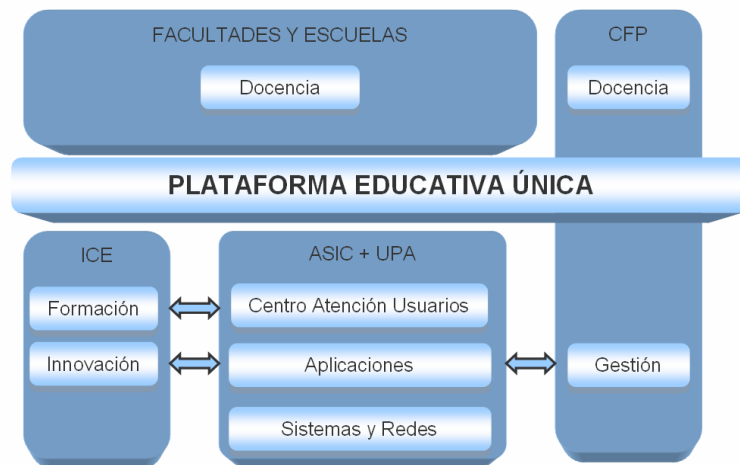 FACULTADES Y ESCUELAS
Docencia
CFP
Docencia
PLATAFORMA EDUCATIVA ÚNICA
ICE
Formación
Innovación
ASIC + UPA
Centro Atención Usuarios
Aplicaciones
Sistemas y Redes
Gestión